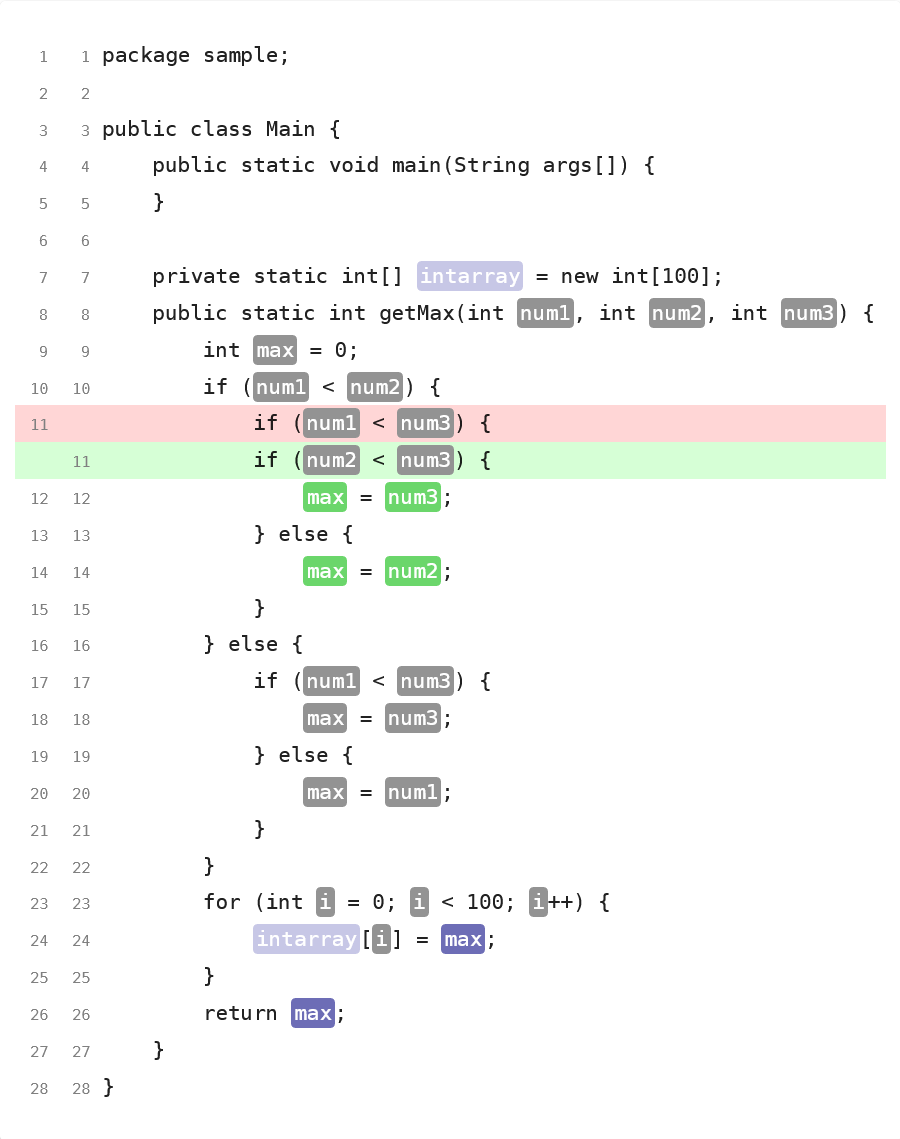 1 1 package sample;
2 2
3 3 public class Main {
4 4     public static void main(String args[]) {
5 5     }
6 6
7 7     private static int[] intarray = new int[100];
8 8     public static int getMax(int num1, int num2, int num3) {
9 9         int max = 0;
10 10         if (num1 < num2) {
11             if (num1 < num3) {
11             if (num2 < num3) {
12 12                 max = num3;
13 13             } else {
14 14                 max = num2;
15 15             }
16 16         } else {
17 17             if (num1 < num3) {
18 18                 max = num3;
19 19             } else {
20 20                 max = num1;
21 21             }
22 22         }
23 23         for (int i = 0; i < 100; i++) {
24 24             intarray[i] = max;
25 25         }
26 26         return max;
27 27     }
28 28 }